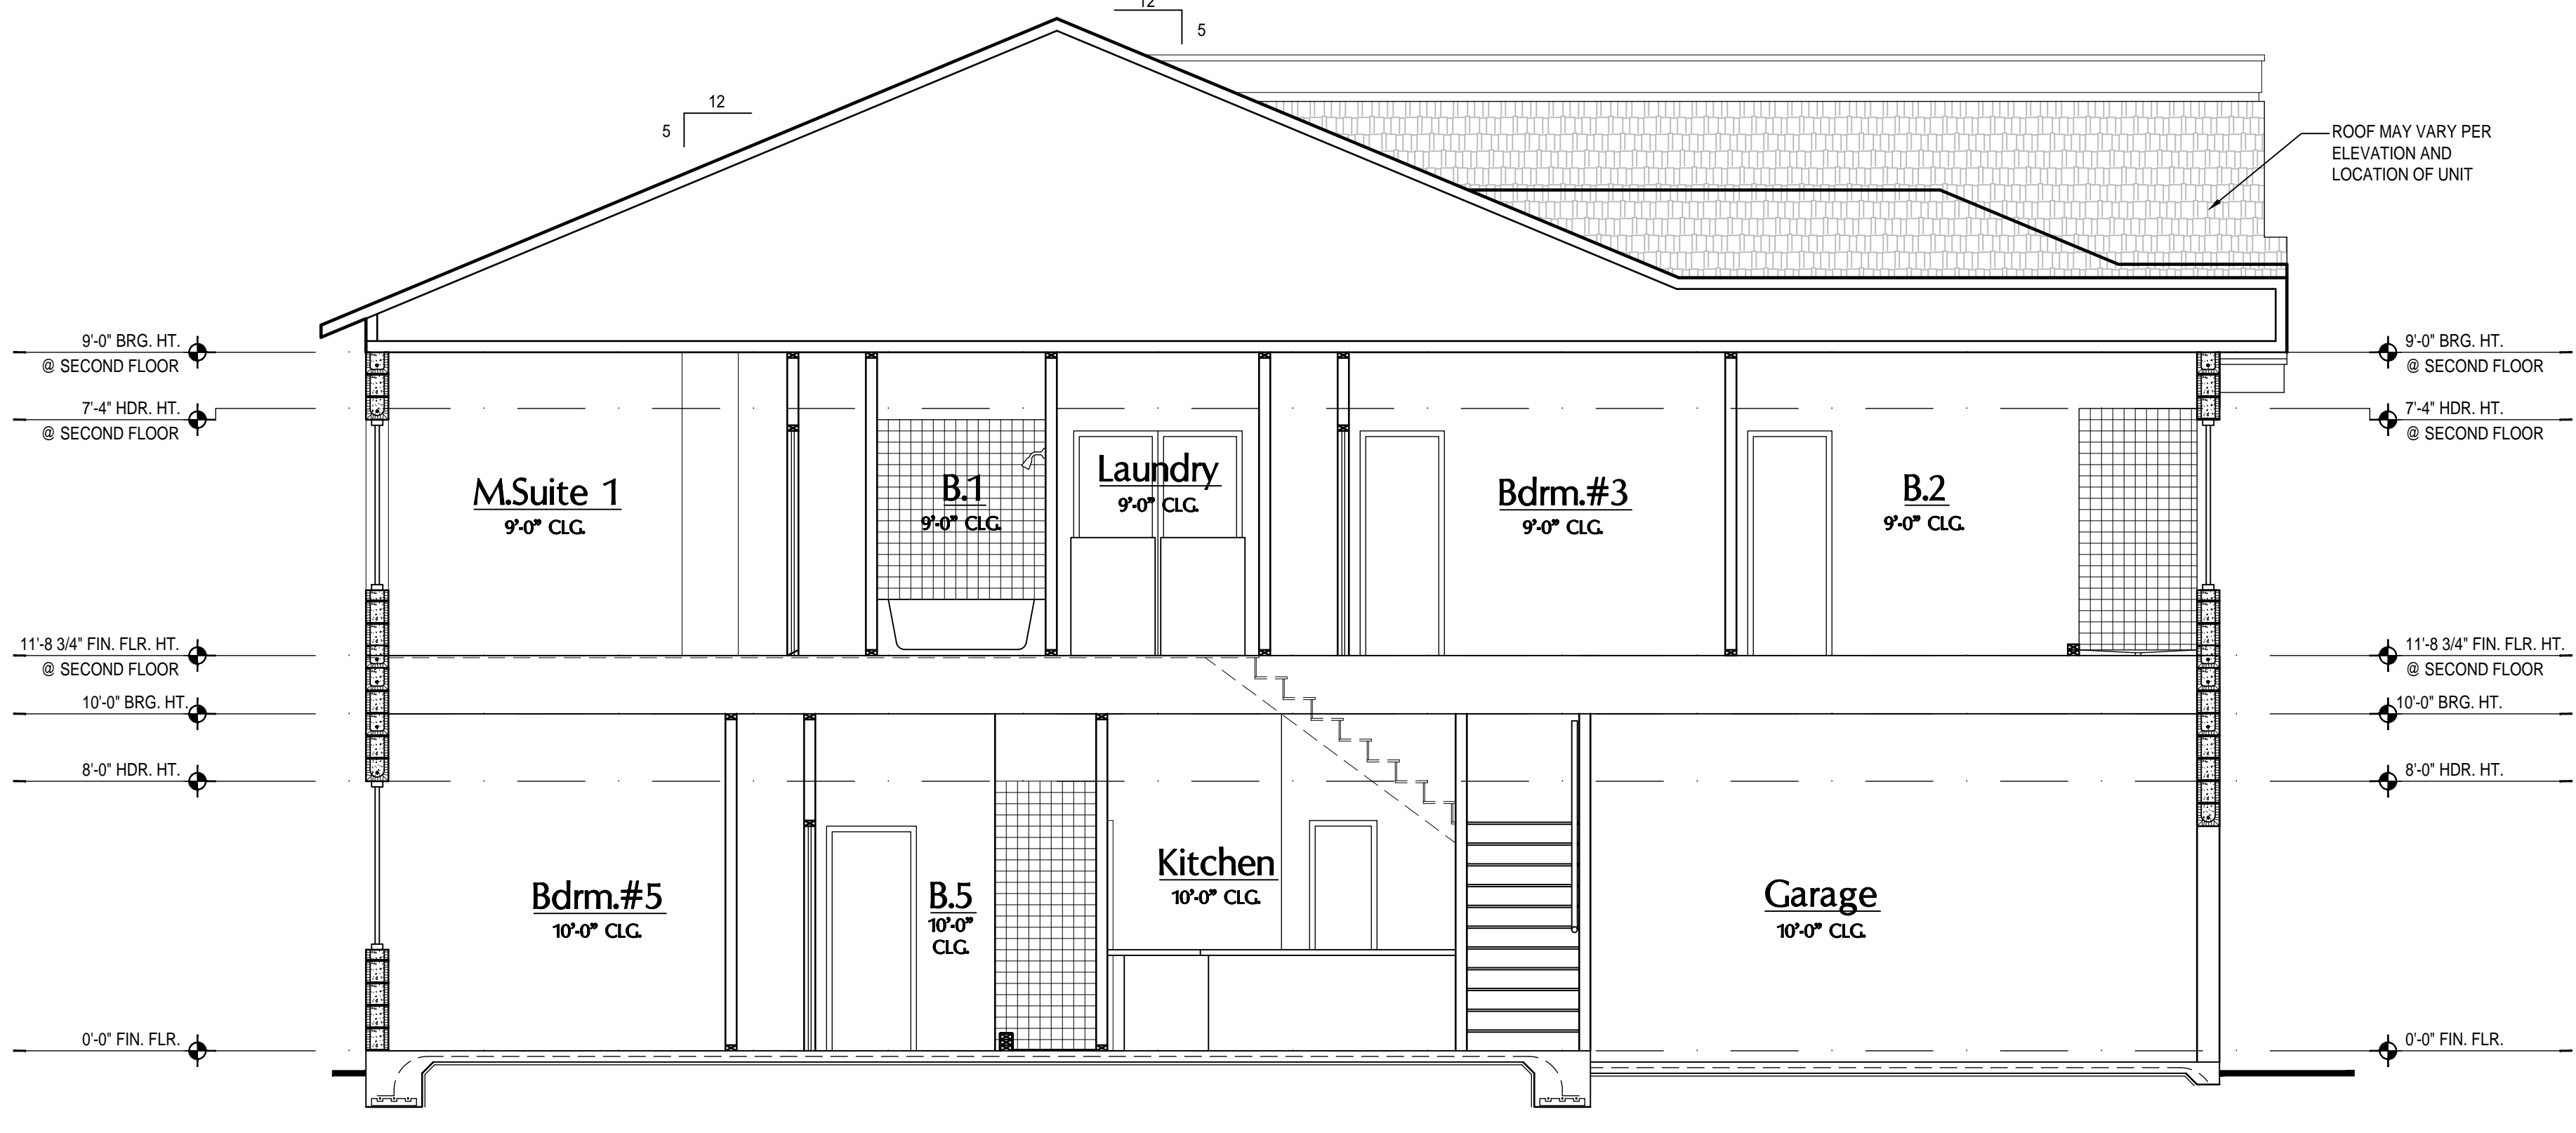 12
5
12
5
ROOF MAY VARY PER
ELEVATION AND
LOCATION OF UNIT
9'-0" BRG. HT.
@ SECOND FLOOR
9'-0" BRG. HT.
@ SECOND FLOOR
7'-4" HDR. HT.
@ SECOND FLOOR
7'-4" HDR. HT.
@ SECOND FLOOR
M.Suite 1
9'-0" CLG.
B.1
9'-0" CLG.
Laundry
9'-0" CLG.
Bdrm.#3
9'-0" CLG.
B.2
9'-0" CLG.
11'-8 3/4" FIN. FLR. HT.
@ SECOND FLOOR
11'-8 3/4" FIN. FLR. HT.
@ SECOND FLOOR
10'-0" BRG. HT.
10'-0" BRG. HT.
8'-0" HDR. HT.
8'-0" HDR. HT.
Bdrm.#5
10'-0" CLG.
B.5
10'-0"
CLG.
Kitchen
10'-0" CLG.
Garage
10'-0" CLG.
0'-0" FIN. FLR.
0'-0" FIN. FLR.